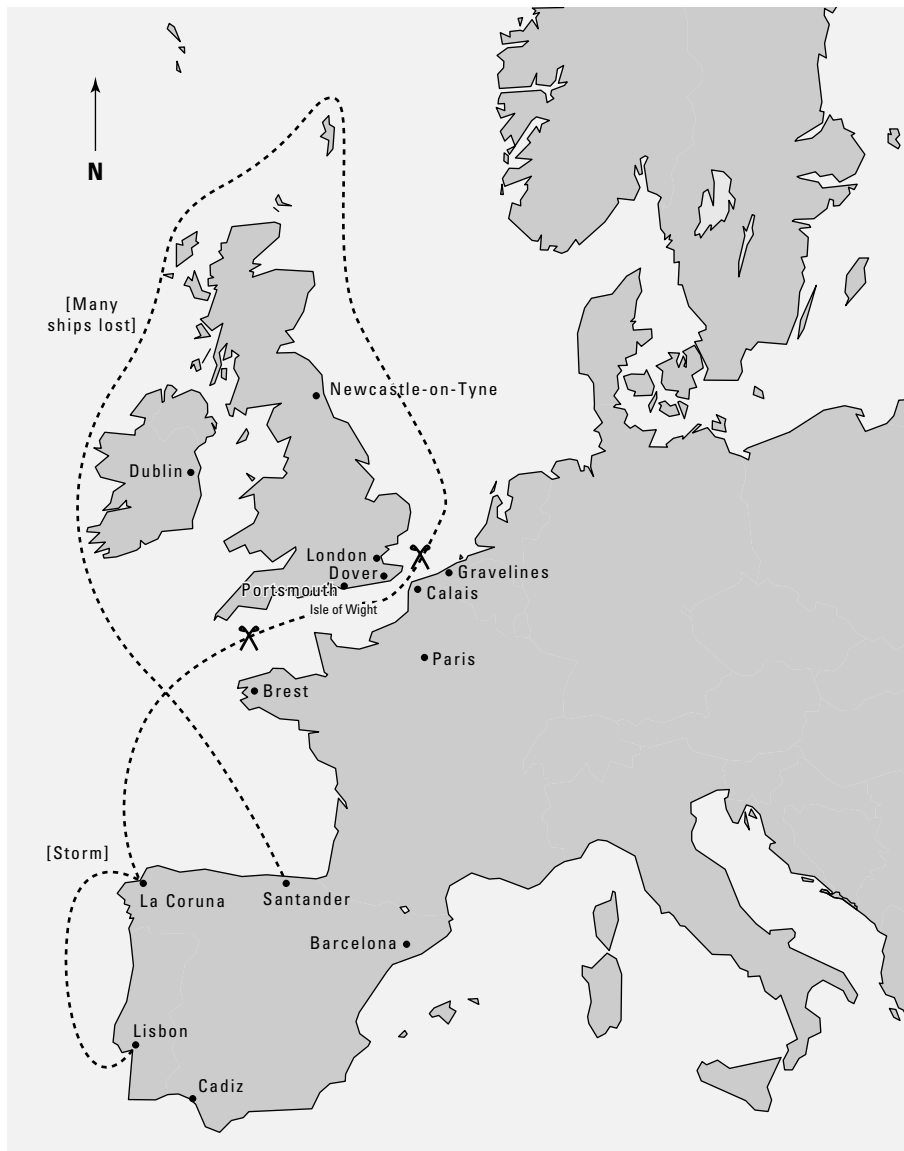 N
[Many
ships lost]
Newcastle-on-Tyne
Dublin
London
Dover
Gravelines
Portsmouth
Calais
Isle of Wight
Paris
Brest
[Storm]
La Coruna
Santander
Barcelona
Lisbon
Cadiz